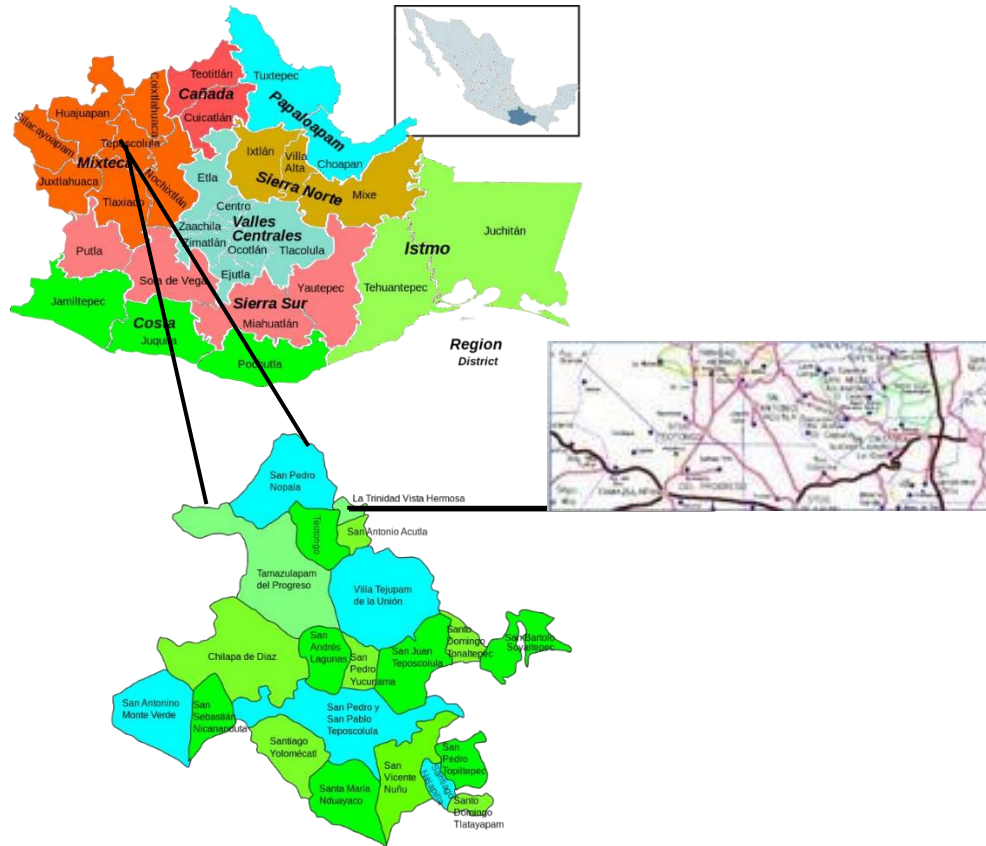 Teotitlán
Cañada
Cuicatlán
Tuxtepec
Papaloapam
Choapan
Coixtlahuaca
Huajuapan
Silacayoapam
Teposcolula
Mixteca
Juxtlahuaca
Nochixtlán
Tlaxiaco
Ixtlán
Villa
Alta
Sierra Norte
Mixe
Etla
Centro
Zaachila
Valles
Centrales
Zimatlán
Ocotlán
Tlacolula
Ejutla
Istmo
Juchitán
Tehuantepec
Putla
Sola de Vega
Yautepec
Sierra Sur
Miahuatlán
Jamiltepec
Costa
Juquila
Pochutla
Region
District
San Pedro
Nopala
La Trinidad Vista Hermosa
Teotongo
San Antonio Acutla
Tamazulapam
del Progreso
Villa Tejupam
de la Unión
Chilapa de Díaz
San
Andrés
Lagunas
San
Pedro
Yucunama
San Juan
Teposcolula
Santo
Domingo
Tonaltepec
San Bartolo
Soyaltepec
San Antonino
Monte Verde
San
Sebastián
Nicananduta
San Pedro y
San Pablo
Teposcolula
Santiago
Yolomécatl
Santa María
Nduayaco
San
Vicente
Nuñu
San
Pedro
Topiltepec
Santiago
Nejapilla
Santo
Domingo
Tlatayapam